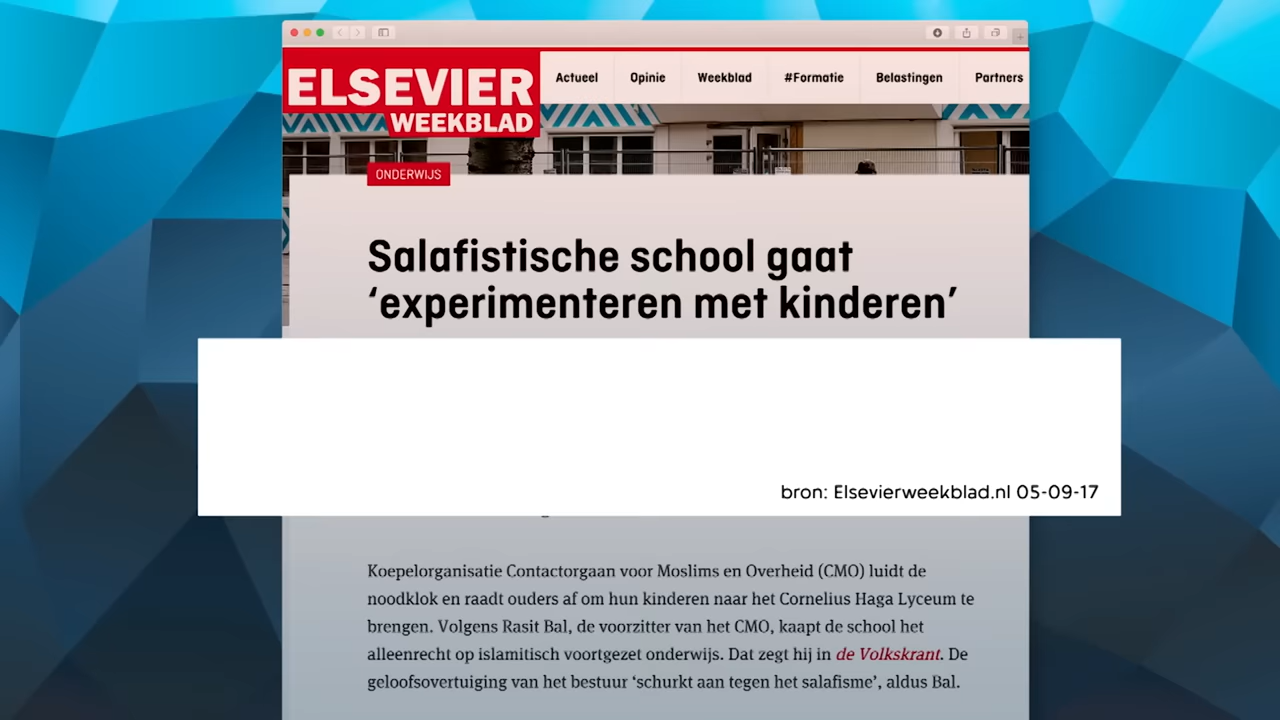 ELSEVIER
WEEKBLAD
Actueel Opinie Weekblad #Formatie Belastingen Partners
ONDERWIJS
Salafistische school gaat
‘experimenteren met kinderen’
bron: Elsevierweekblad.nl 05-09-17
Koepelorganisatie Contactorgaan voor Moslims en Overheid (CMO) luidt de
noodklok en raadt ouders af om hun kinderen naar het Cornelius Haga Lyceum te
brengen. Volgens Rasit Bal, de voorzitter van het CMO, kaapt de school het
alleenrecht op islamitisch voortgezet onderwijs. Dat zegt hij in de Volkskrant. De
geloofsovertuiging van het bestuur ‘schurkt aan tegen het salafisme’, aldus Bal.